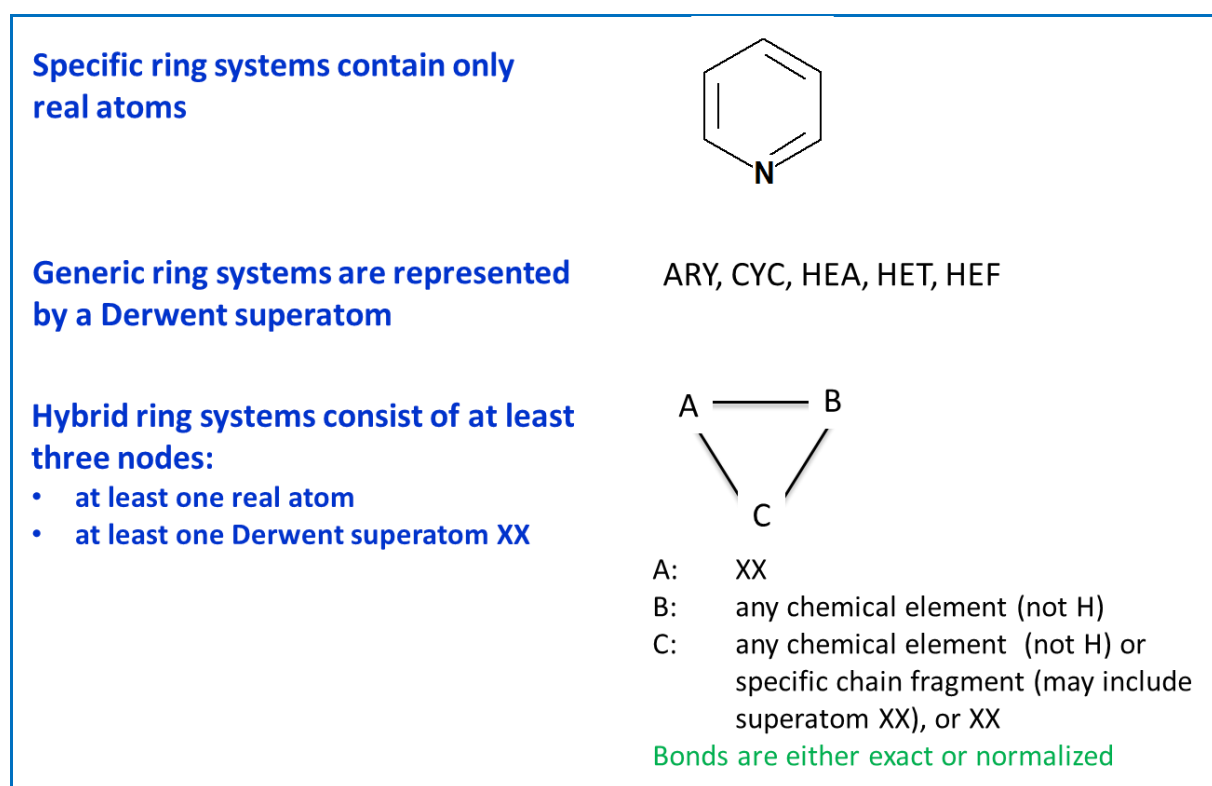 Specific ring systems contain only
real atoms
N
Generic ring systems are represented
by a Derwent superatom
ARY, CYC, HEA, HET, HEF
Hybrid ring systems consist of at least
three nodes:
• at least one real atom
• at least one Derwent superatom XX
A
B
C
A: XX
B: any chemical element (not H)
C: any chemical element (not H) or
specific chain fragment (may include
superatom XX), or XX
Bonds are either exact or normalized